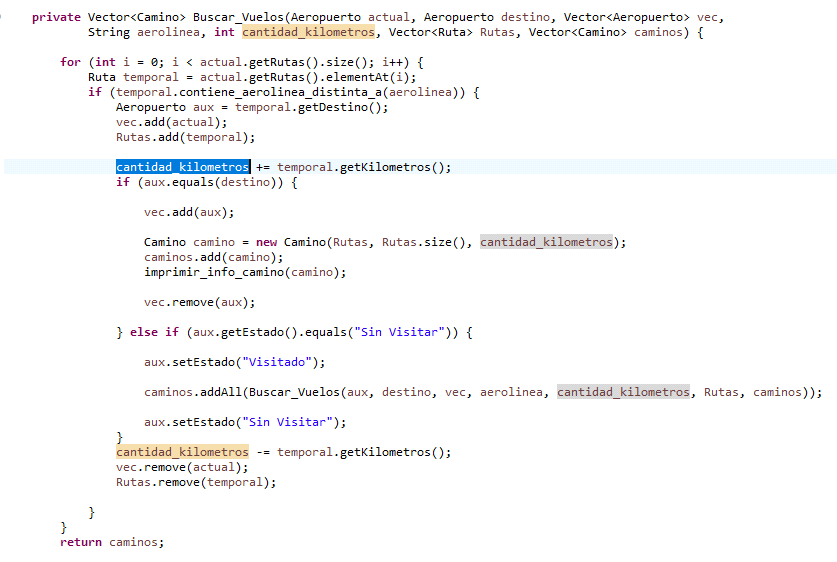 private Vector<Camino> Buscar_Vuelos(Aeropuerto actual, Aeropuerto destino, Vector<Aeropuerto> vec,
String aerolinea, int cantidad_kilometros, Vector<Ruta> Rutas, Vector<Camino> caminos) {
for (int i = 0; i < actual.getRutas().size(); i++) {
Ruta temporal = actual.getRutas().elementAt(i);
if (temporal.contiene_aerolinea_distinta_a(aerolinea)) {
Aeropuerto aux = temporal.getDestino();
vec.add(actual);
Rutas.add(temporal);
cantidad_kilometros += temporal.getKilometros();
if (aux.equals(destino)) {
vec.add(aux);
Camino camino = new Camino(Rutas, Rutas.size(), cantidad_kilometros);
caminos.add(camino);
imprimir_info_camino(camino);
vec.remove(aux);
} else if (aux.getEstado().equals("Sin Visitar")) {
aux.setEstado("Visitado");
caminos.addAll(Buscar_Vuelos(aux, destino, vec, aerolinea, cantidad_kilometros, Rutas, caminos));
aux.setEstado("Sin Visitar");
}
cantidad_kilometros -= temporal.getKilometros();
vec.remove(actual);
Rutas.remove(temporal);
}
}
return caminos;